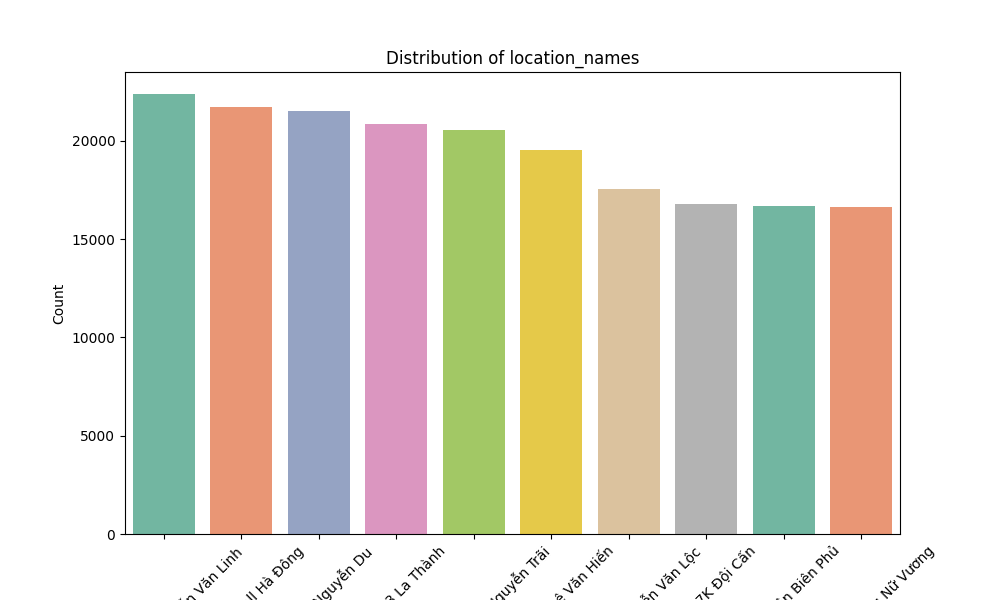 Distribution of location_names
Count
20000
15000
10000
5000
0
Văn Linh
Hà Đông
Nguyễn Du
La Thành
Nguyễn Trãi
Văn Hiến
Văn Lộc
7K Đội Cấn
Biên Phủ
Nữ Vương